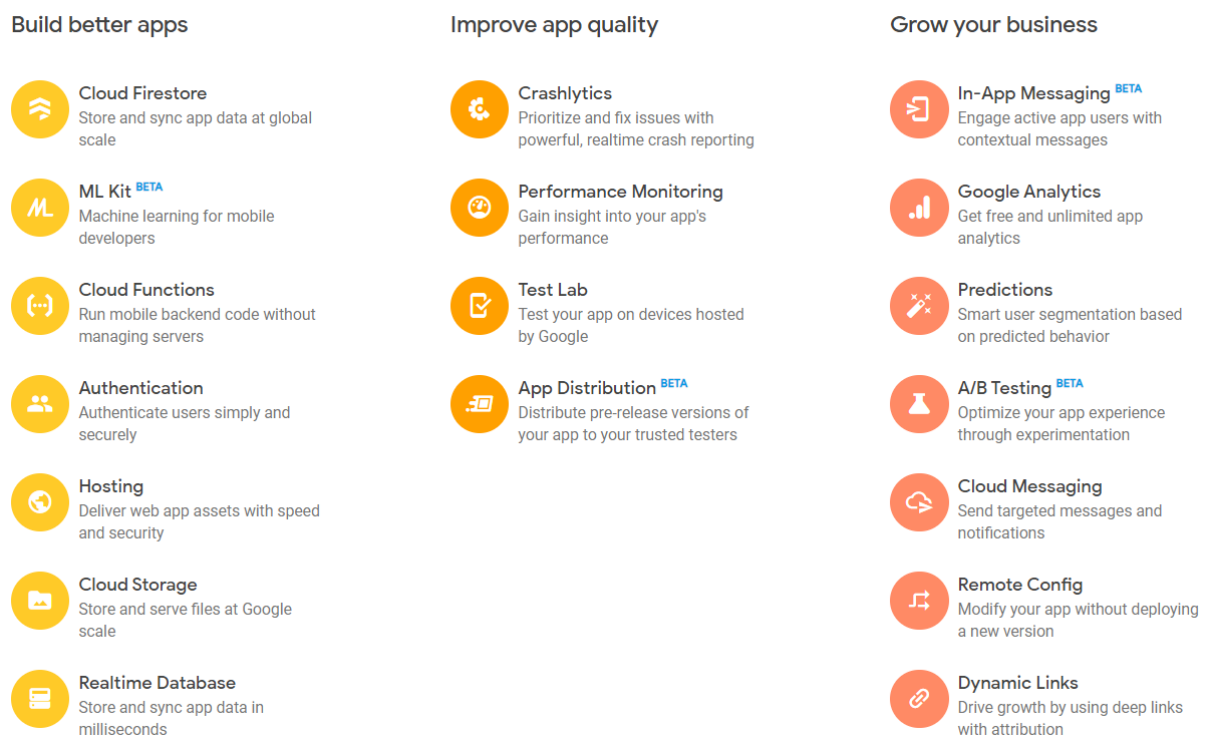 Build better apps
Cloud Firestore
Store and sync app data at global
scale
ML Kit BETA
Machine learning for mobile
developers
Cloud Functions
Run mobile backend code without
managing servers
Authentication
Authenticate users simply and
securely
Hosting
Deliver web app assets with speed
and security
Cloud Storage
Store and serve files at Google
scale
Realtime Database
Store and sync app data in
milliseconds
Improve app quality
Crashlytics
Prioritize and fix issues with
powerful, realtime crash reporting
Performance Monitoring
Gain insight into your app's
performance
Test Lab
Test your app on devices hosted
by Google
App Distribution BETA
Distribute pre-release versions of
your app to your trusted testers
Grow your business
In-App Messaging BETA
Engage active app users with
contextual messages
Google Analytics
Get free and unlimited app
analytics
Predictions
Smart user segmentation based
on predicted behavior
A/B Testing BETA
Optimize your app experience
through experimentation
Cloud Messaging
Send targeted messages and
notifications
Remote Config
Modify your app without deploying
a new version
Dynamic Links
Drive growth by using deep links
with attribution